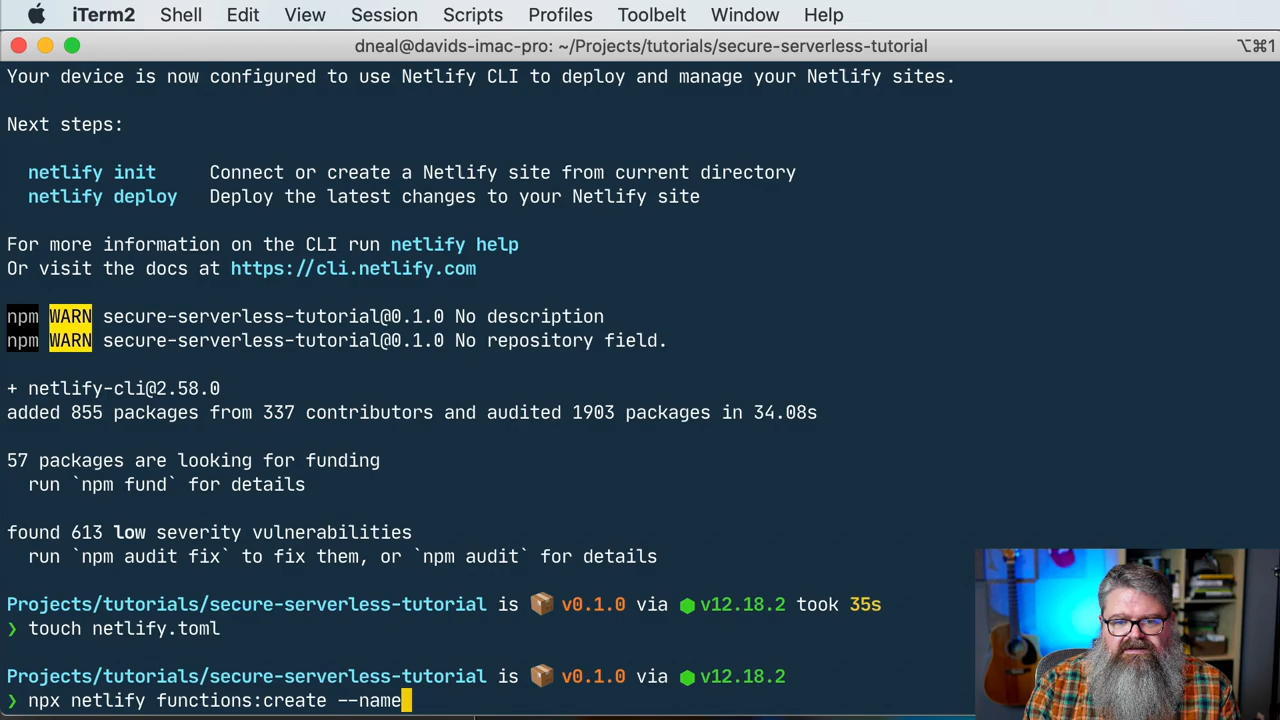 iTerm2 Shell Edit View Session Scripts Profiles Toolbelt Window Help
dneal@davids-imac-pro: ~/Projects/tutorials/secure-serverless-tutorial ⌥⌘1
Your device is now configured to use Netlify CLI to deploy and manage your Netlify sites.
Next steps:
netlify init Connect or create a Netlify site from current directory
netlify deploy Deploy the latest changes to your Netlify site
For more information on the CLI run netlify help
Or visit the docs at https://cli.netlify.com
npm WARN secure-serverless-tutorial@0.1.0 No description
npm WARN secure-serverless-tutorial@0.1.0 No repository field.
+ netlify-cli@2.58.0
added 855 packages from 337 contributors and audited 1903 packages in 34.08s
57 packages are looking for funding
run `npm fund` for details
found 613 low severity vulnerabilities
run `npm audit fix` to fix them, or `npm audit` for details
Projects/tutorials/secure-serverless-tutorial is 📦 v0.1.0 via ⬢ v12.18.2 took 35s
❯ touch netlify.toml
Projects/tutorials/secure-serverless-tutorial is 📦 v0.1.0 via ⬢ v12.18.2
❯ npx netlify functions:create --name